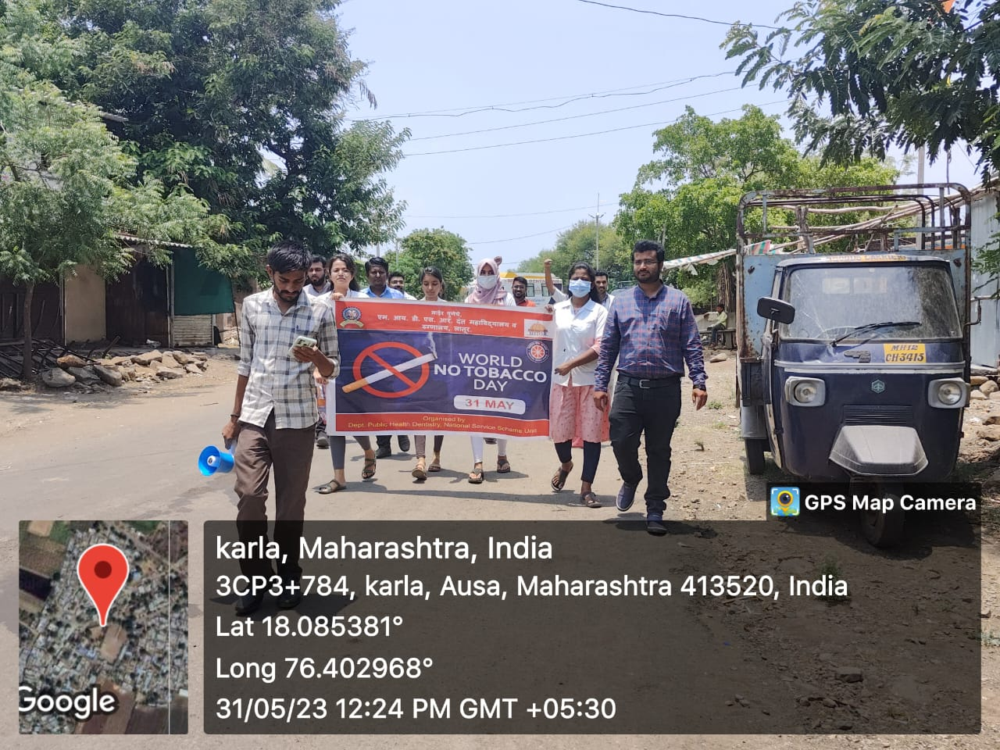 माईर पुणेचे,
एम. आय. डी. एस. आर. दंत महाविद्यालय व
रुग्णालय, लातूर.
WORLD
NO TOBACCO
DAY
31 MAY
Organised by
Dept. Public Health Dentistry, National Service Scheme Unit
MH12
CH3415
GPS Map Camera
karla, Maharashtra, India
3CP3+784, karla, Ausa, Maharashtra 413520, India
Lat 18.085381°
Long 76.402968°
31/05/23 12:24 PM GMT +05:30
Google